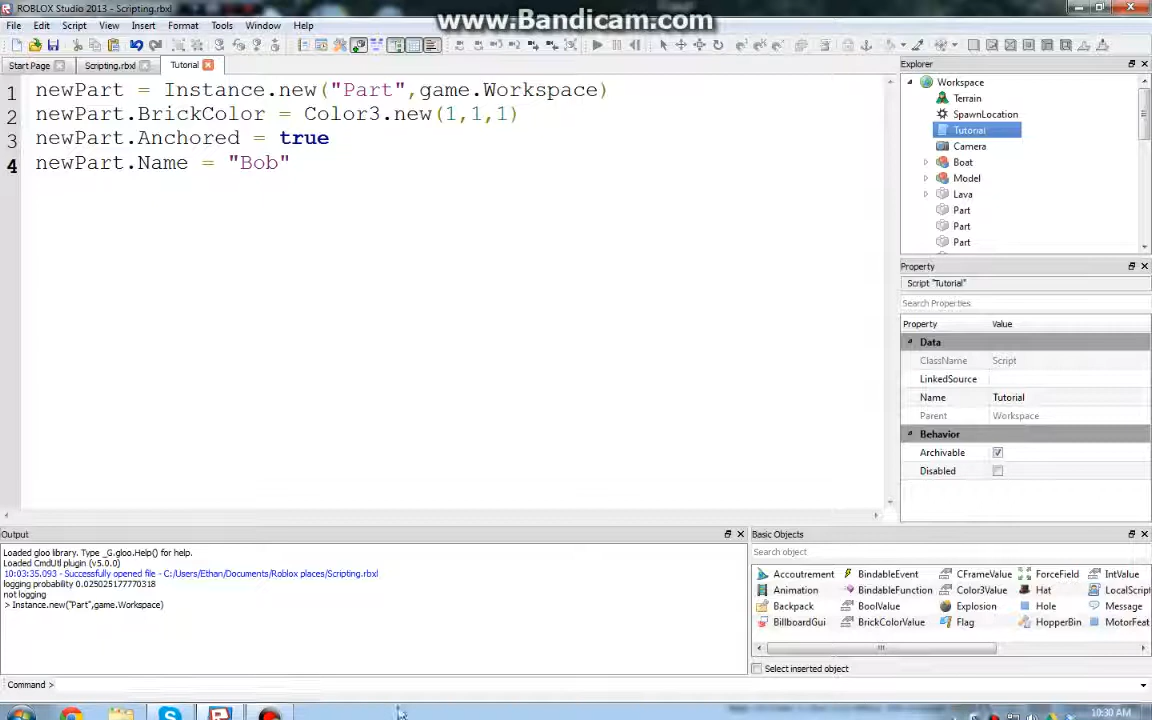 www.Bandicam.com
ROBLOX Studio 2013 - Scripting.rbxl
File Edit Script View Insert Format Tools Window Help
Start Page Scripting.rbxl Tutorial
1 newPart = Instance.new("Part",game.Workspace)
2 newPart.BrickColor = Color3.new(1,1,1)
3 newPart.Anchored = true
4 newPart.Name = "Bob"
Explorer
Workspace
Terrain
SpawnLocation
Tutorial
Camera
Boat
Model
Lava
Part
Part
Part
Property
Script "Tutorial"
Search Properties
Property Value
Data
ClassName Script
LinkedSource
Name Tutorial
Parent Workspace
Behavior
Archivable
Disabled
Output
Loaded gloo library. Type _G.gloo.Help() for help.
Loaded CmdUtl plugin (v5.0.0)
10:03:35.093 - Successfully opened file - C:/Users/Ethan/Documents/Roblox places/Scripting.rbxl
logging probability 0.025025177770318
not logging
> Instance.new("Part",game.Workspace)
Basic Objects
Search object
Accoutrement BindableEvent CFrameValue ForceField IntValue
Animation BindableFunction Color3Value Hat LocalScrip
Backpack BoolValue Explosion Hole Message
BillboardGui BrickColorValue Flag HopperBin MotorFeat
Select inserted object
Command >
10:30 AM